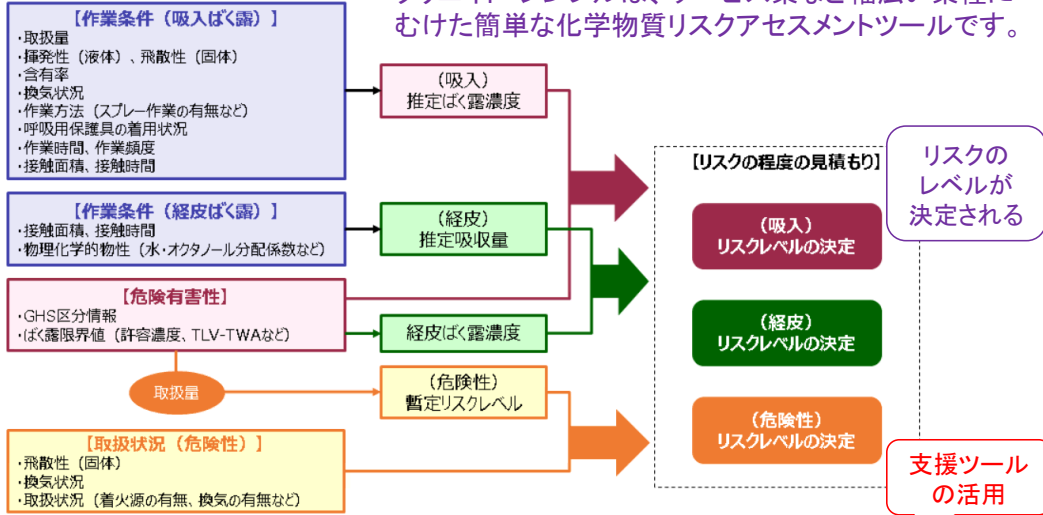 むけた簡単な化学物質リスクアセスメントツールです。
【作業条件（吸入ばく露）】
・取扱量
・揮発性（液体）、飛散性（固体）
・含有率
・換気状況
・作業方法（スプレー作業の有無など）
・呼吸用保護具の着用状況
・作業時間、作業頻度
・接触面積、接触時間
（吸入）
推定ばく露濃度
【作業条件（経皮ばく露）】
・接触面積、接触時間
・物理化学的物性（水・オクタノール分配係数など）
（経皮）
推定吸収量
【危険有害性】
・GHS区分情報
・ばく露限界値（許容濃度、TLV-TWAなど）
経皮ばく露濃度
取扱量
（危険性）
暫定リスクレベル
【取扱状況（危険性）】
・飛散性（固体）
・換気状況
・取扱状況（着火源の有無、換気の有無など）
【リスクの程度の見積もり】
（吸入）
リスクレベルの決定
（経皮）
リスクレベルの決定
（危険性）
リスクレベルの決定
リスクの
レベルが
決定される
支援ツール
の活用